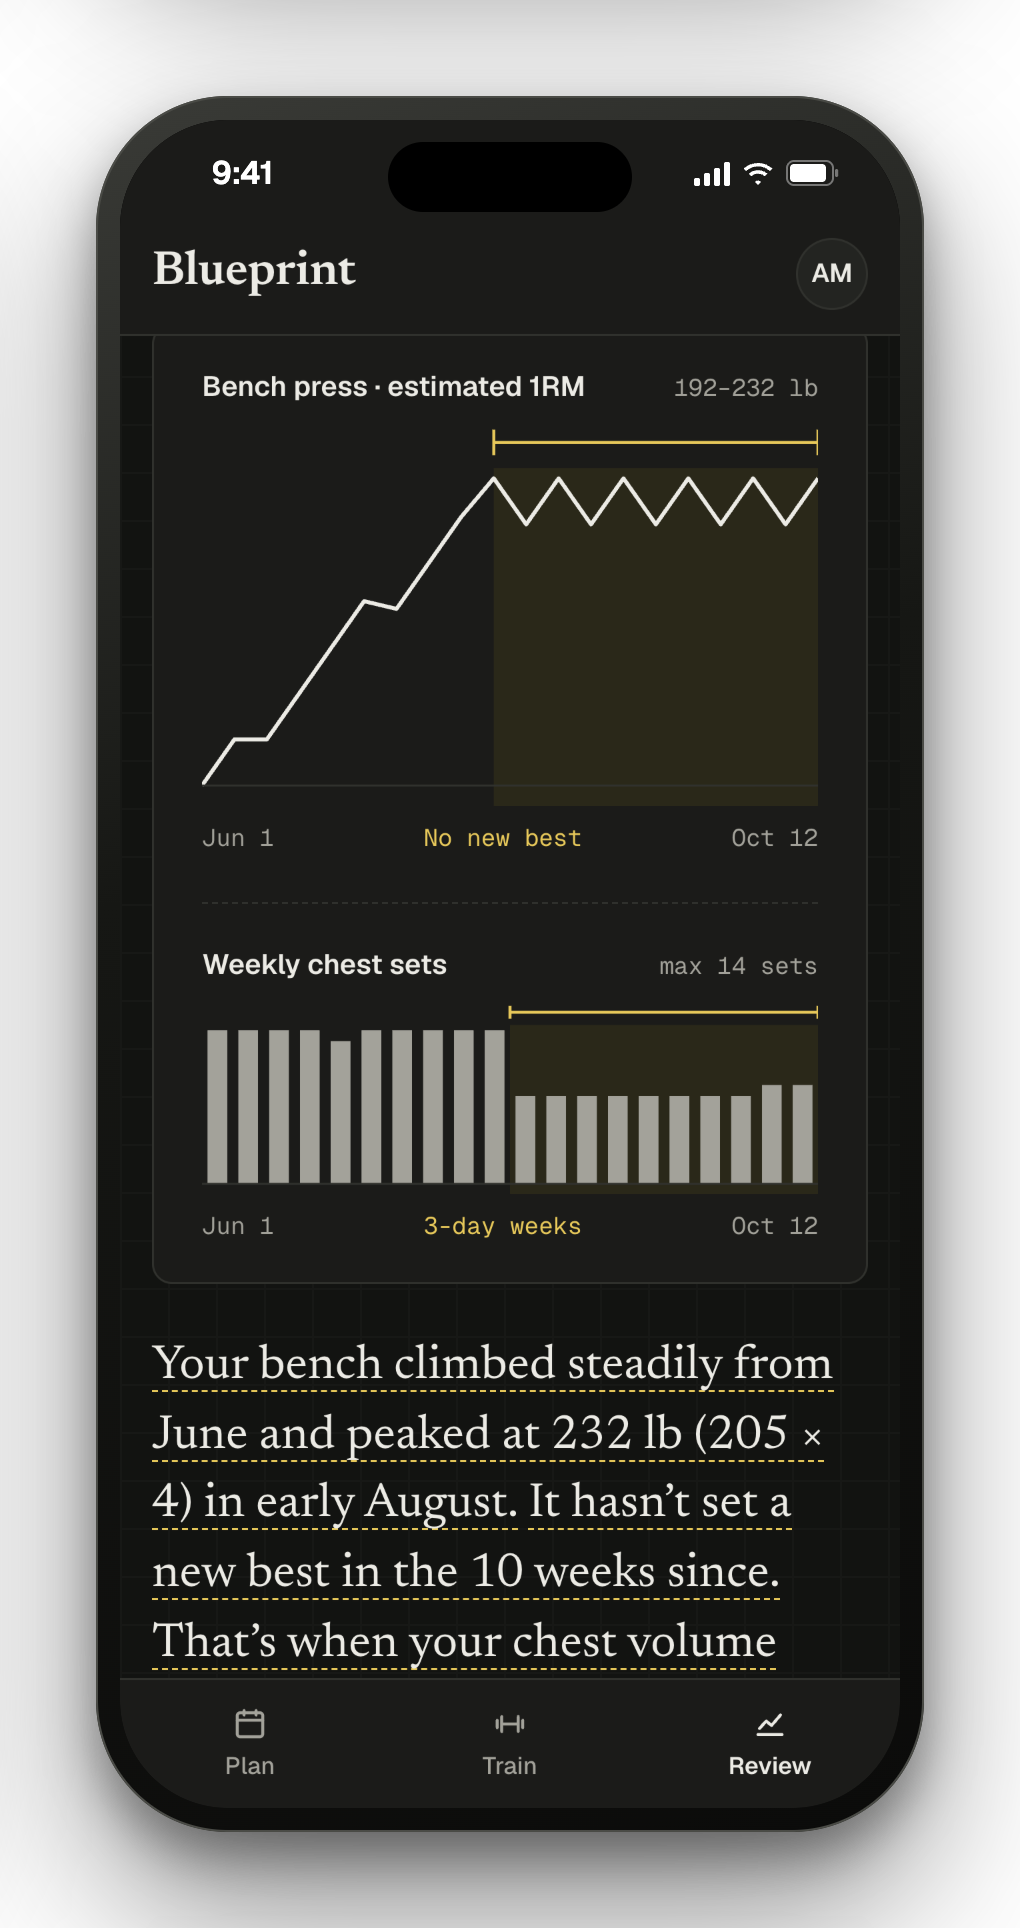 9:41
Blueprint
AM
Bench press · estimated 1RM
192–232 lb
Jun 1
No new best
Oct 12
Weekly chest sets
max 14 sets
Jun 1
3-day weeks
Oct 12
Your bench climbed steadily from
June and peaked at 232 lb (205 ×
4) in early August. It hasn’t set a
new best in the 10 weeks since.
That’s when your chest volume
Plan
Train
Review